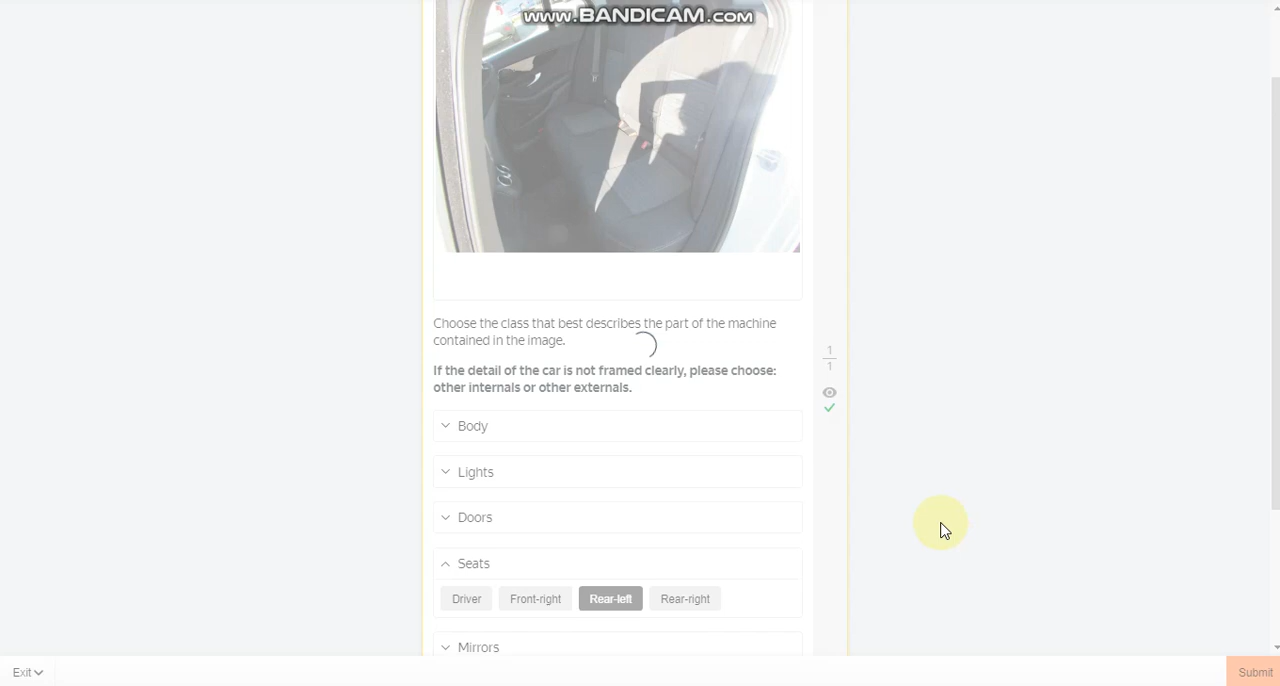 www.BANDICAM.com
Choose the class that best describes the part of the machine
contained in the image.
If the detail of the car is not framed clearly, please choose:
other internals or other externals.
1
1
Body
Lights
Doors
Seats
Driver Front-right Rear-left Rear-right
Mirrors
Exit Submit